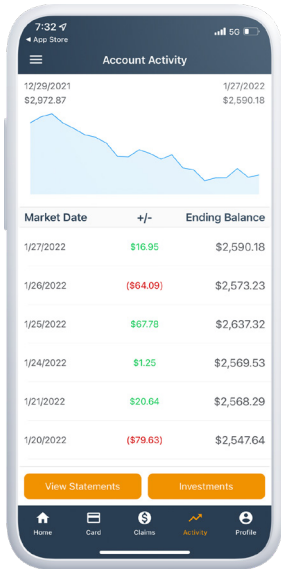 7:32
5G
◀ App Store
Account Activity
12/29/2021 1/27/2022
$2,972.87 $2,590.18
Market Date +/- Ending Balance
1/27/2022 $16.95 $2,590.18
1/26/2022 ($64.09) $2,573.23
1/25/2022 $67.78 $2,637.32
1/24/2022 $1.25 $2,569.53
1/21/2022 $20.64 $2,568.29
1/20/2022 ($79.63) $2,547.64
View Statements Investments
Home Card Claims Activity Profile